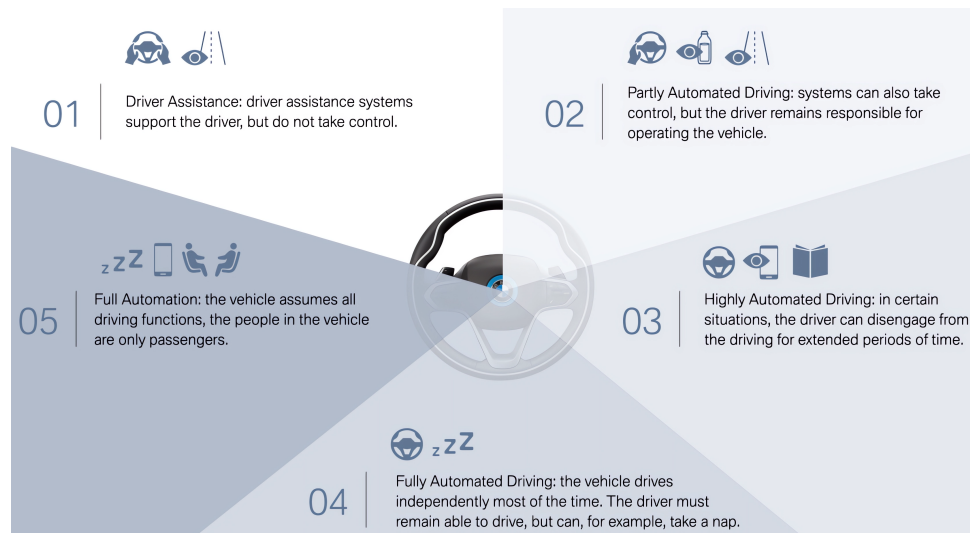 01
Driver Assistance: driver assistance systems
support the driver, but do not take control.
02
Partly Automated Driving: systems can also take
control, but the driver remains responsible for
operating the vehicle.
03
Highly Automated Driving: in certain
situations, the driver can disengage from
the driving for extended periods of time.
zzZ
04
Fully Automated Driving: the vehicle drives
independently most of the time. The driver must
remain able to drive, but can, for example, take a nap.
zzZ
05
Full Automation: the vehicle assumes all
driving functions, the people in the vehicle
are only passengers.